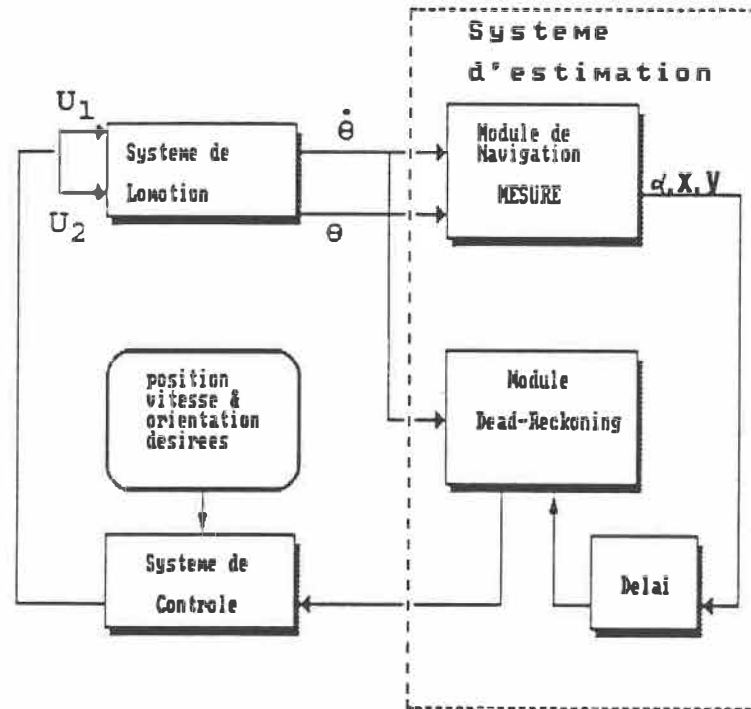 Systeme
d'estimation
U1
Systeme de
Lomotion
U2
θ̇
θ
Module de
Navigation
MESURE
α, X, Y
position
vitesse &
orientation
desirees
Module
Dead-Reckoning
Systeme de
Controle
Delai